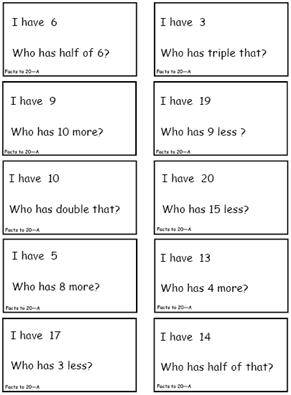 I have 6
Who has half of 6?
Facts to 20—A
I have 3
Who has triple that?
Facts to 20—A
I have 9
Who has 10 more?
Facts to 20—A
I have 19
Who has 9 less ?
Facts to 20—A
I have 10
Who has double that?
Facts to 20—A
I have 20
Who has 15 less?
Facts to 20—A
I have 5
Who has 8 more?
Facts to 20—A
I have 13
Who has 4 more?
Facts to 20—A
I have 17
Who has 3 less?
Facts to 20—A
I have 14
Who has half of that?
Facts to 20—A